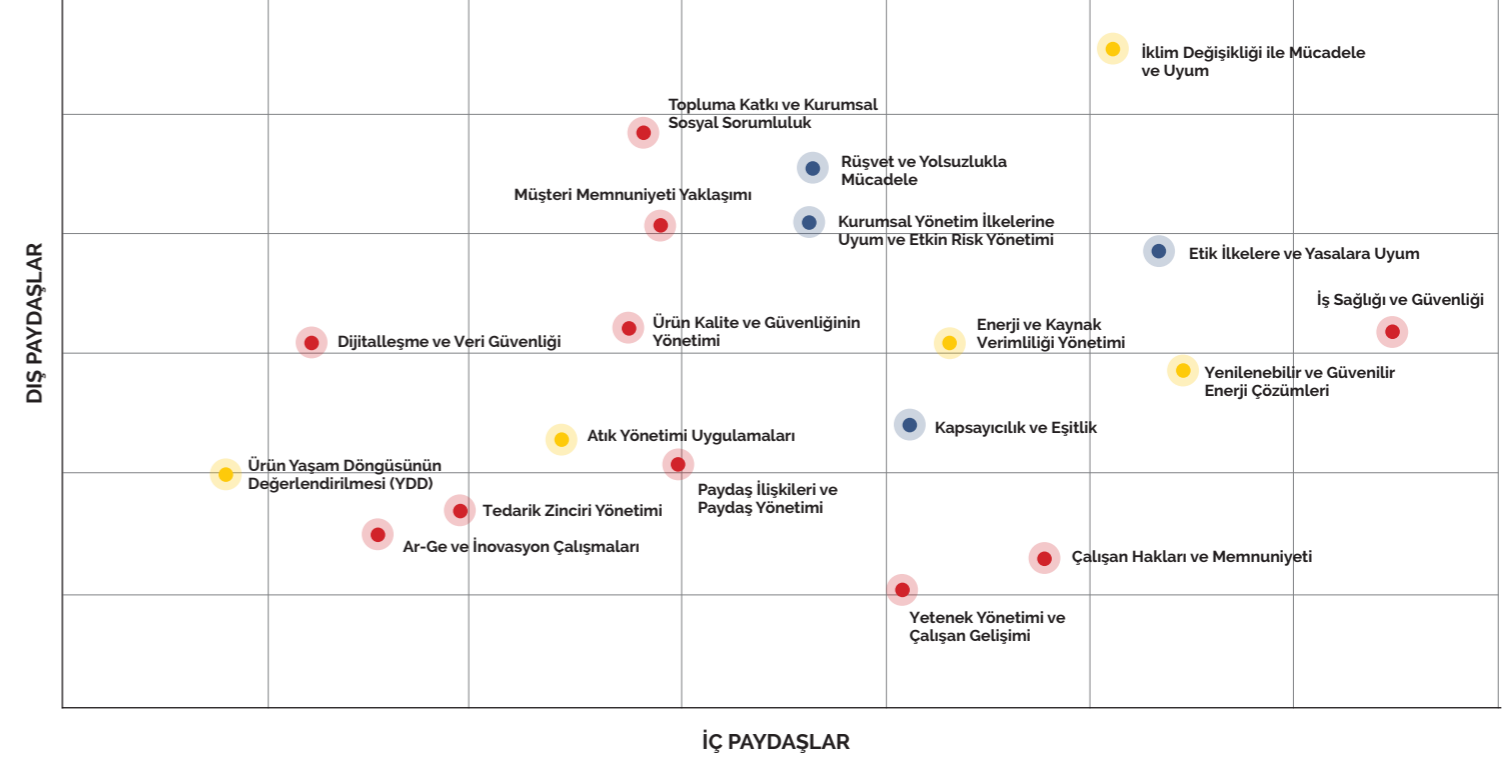 İklim Değişikliği ile Mücadele
ve Uyum
Topluma Katkı ve Kurumsal
Sosyal Sorumluluk
Rüşvet ve Yolsuzlukla
Mücadele
Müşteri Memnuniyeti Yaklaşımı
Kurumsal Yönetim İlkelerine
Uyum ve Etkin Risk Yönetimi
Etik İlkelere ve Yasalara Uyum
İş Sağlığı ve Güvenliği
Ürün Kalite ve Güvenliğinin
Yönetimi
Enerji ve Kaynak
Verimliliği Yönetimi
Dijitalleşme ve Veri Güvenliği
Yenilenebilir ve Güvenilir
Enerji Çözümleri
Kapsayıcılık ve Eşitlik
Atık Yönetimi Uygulamaları
Ürün Yaşam Döngüsünün
Değerlendirilmesi (YDD)
Paydaş İlişkileri ve
Paydaş Yönetimi
Tedarik Zinciri Yönetimi
Ar-Ge ve İnovasyon Çalışmaları
Çalışan Hakları ve Memnuniyeti
Yetenek Yönetimi ve
Çalışan Gelişimi
DIŞ PAYDAŞLAR
İÇ PAYDAŞLAR